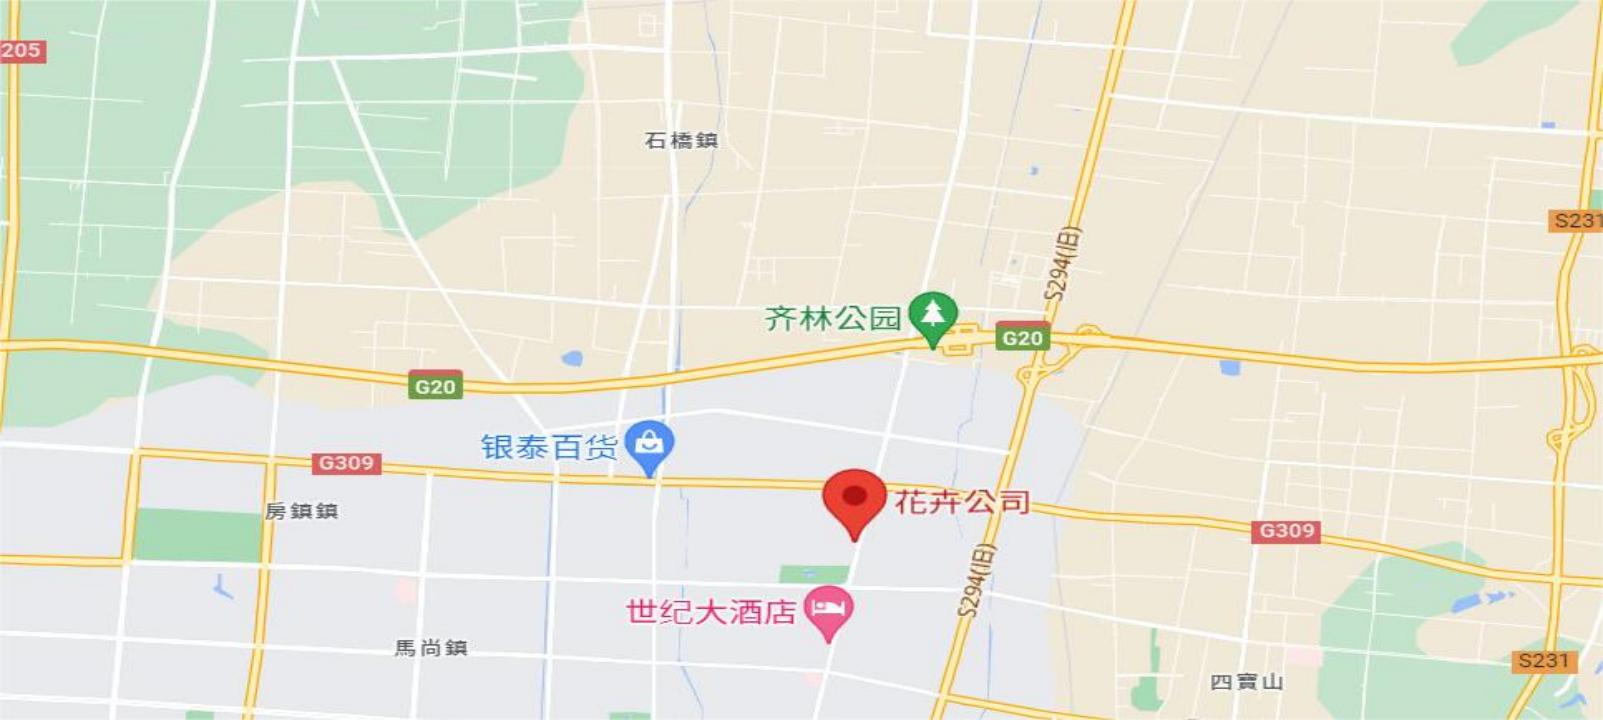 205
石橋鎮
S231
S294(旧)
齐林公园
G20
G20
银泰百货
G309
花卉公司
房鎮鎮
G309
S294(旧)
世纪大酒店
馬尚鎮
S231
四寶山